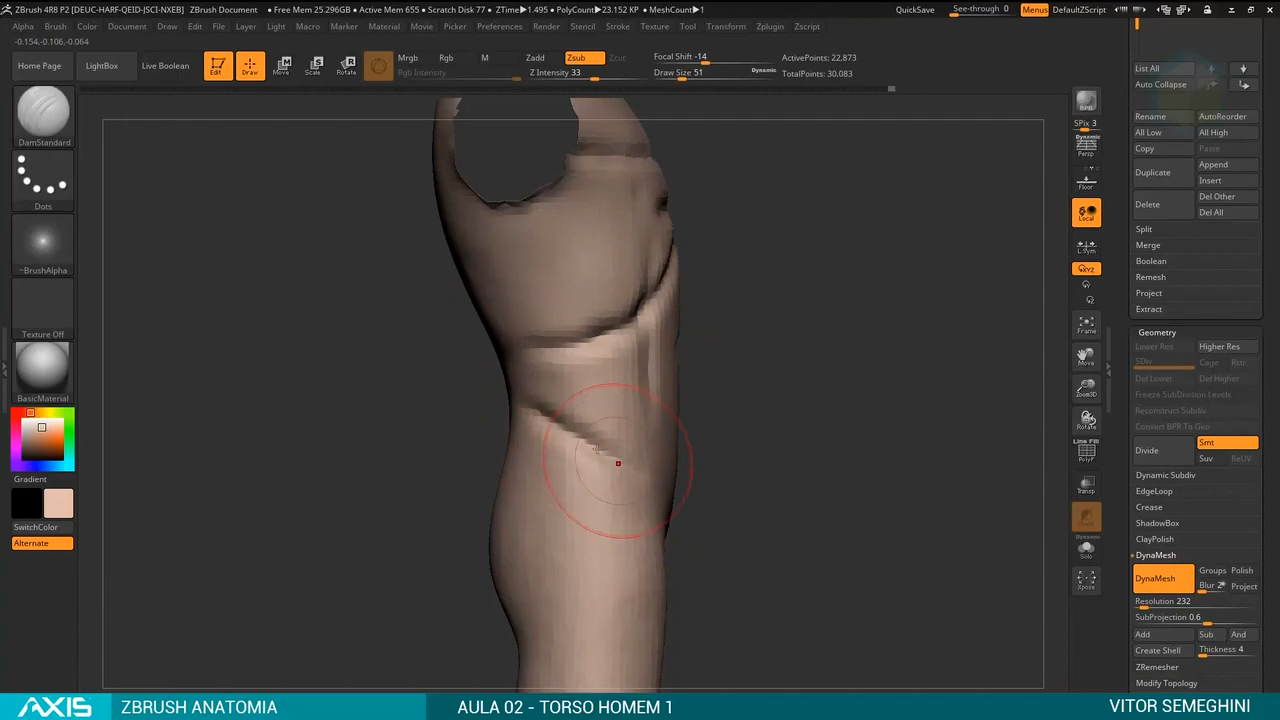 ZBrush 4R8 P2 [DEUC-HARF-QEID-JSCI-NXEB] ZBrush Document • Free Mem 25.296GB • Active Mem 655 • Scratch Disk 77 • ZTime▶1.495 • PolyCount▶23.152 KP • MeshCount▶1 QuickSave See-through 0 Menus DefaultZScript
Alpha Brush Color Document Draw Edit File Layer Light Macro Marker Material Movie Picker Preferences Render Stencil Stroke Texture Tool Transform Zplugin Zscript
-0.154,-0.106,-0.064
Home Page LightBox Live Boolean Edit Draw Move Scale Rotate
Mrgb Rgb M Zadd Zsub Zcut Focal Shift -14 ActivePoints: 22,873
Rgb Intensity Z Intensity 33 Draw Size 51 Dynamic TotalPoints: 30,083
DamStandard
Dots
~BrushAlpha
Texture Off
BasicMaterial
Gradient
SwitchColor
Alternate
BPR
SPix 3
Dynamic
Persp
Floor
Local
L.Sym
XYZ
Frame
Move
Zoom3D
Rotate
Line Fill
PolyF
Transp
Dynamic
Solo
Xpose
List All
Auto Collapse
Rename AutoReorder
All Low All High
Copy Paste
Duplicate Append
Insert
Delete Del Other
Del All
Split
Merge
Boolean
Remesh
Project
Extract
Geometry
Lower Res Higher Res
SDiv Cage Rstr
Del Lower Del Higher
Freeze SubDivision Levels
Reconstruct Subdiv
Convert BPR To Geo
Divide Smt
Suv ReUV
Dynamic Subdiv
EdgeLoop
Crease
ShadowBox
ClayPolish
DynaMesh
DynaMesh Groups Polish
Blur 2 Project
Resolution 232
SubProjection 0.6
Add Sub And
Create Shell Thickness 4
ZRemesher
Modify Topology
AXIS ZBRUSH ANATOMIA AULA 02 - TORSO HOMEM 1 VITOR SEMEGHINI